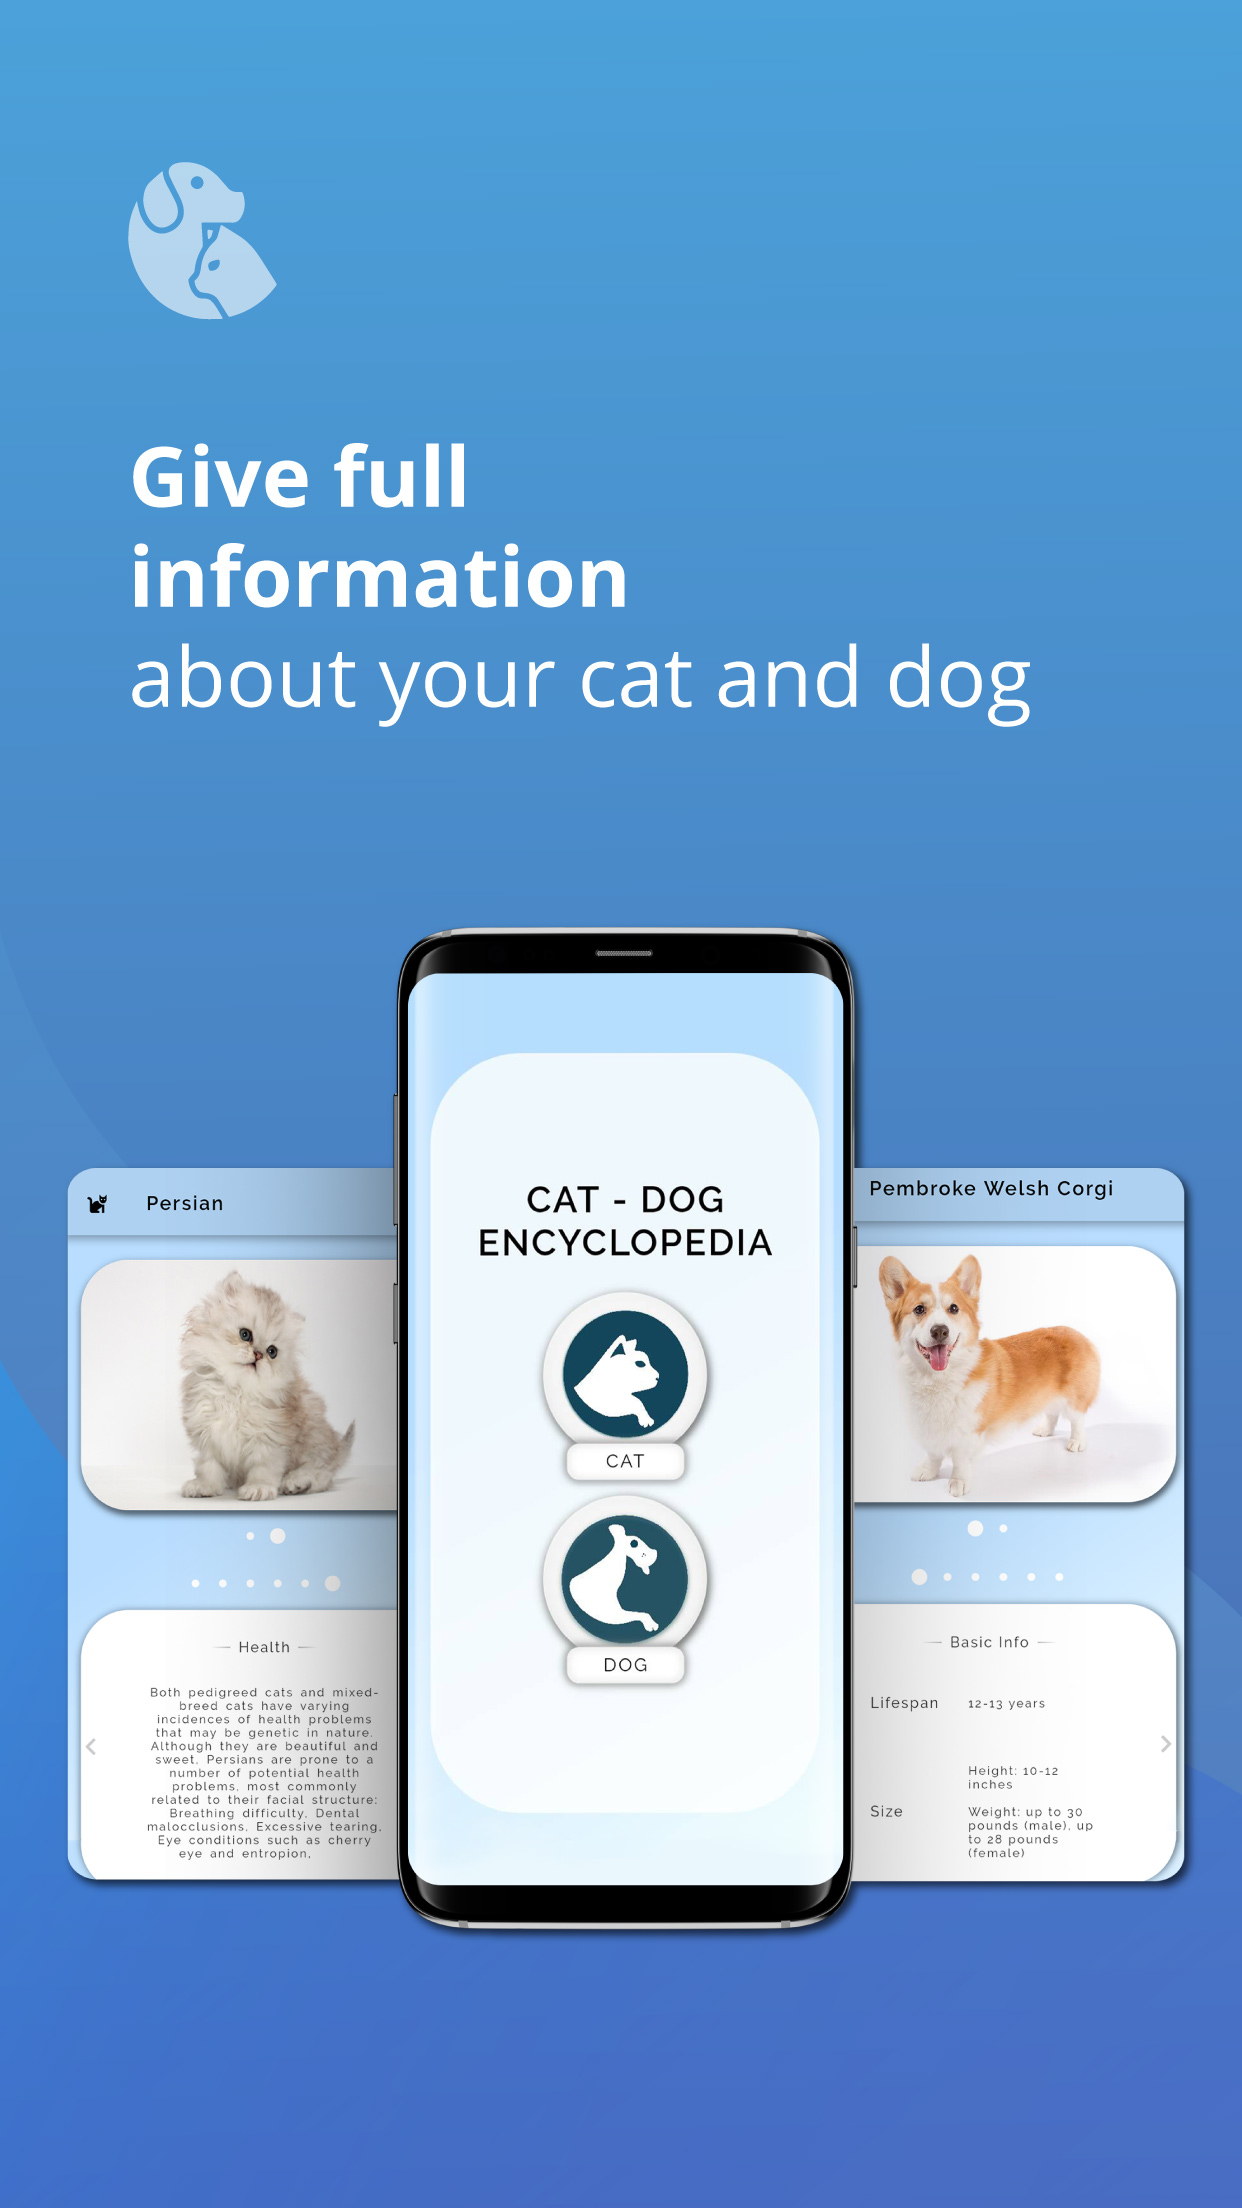 Give full
information
about your cat and dog
CAT - DOG
ENCYCLOPEDIA
CAT
DOG
Persian
Health
Both pedigreed cats and mixed-
breed cats have varying
incidences of health problems
that may be genetic in nature.
Although they are beautiful and
sweet, Persians are prone to a
number of potential health
problems, most commonly
related to their facial structure:
Breathing difficulty, Dental
malocclusions, Excessive tearing,
Eye conditions such as cherry
eye and entropion,
Pembroke Welsh Corgi
Basic Info
Lifespan 12-13 years
Height: 10-12
inches
Size Weight: up to 30
pounds (male), up
to 28 pounds
(female)